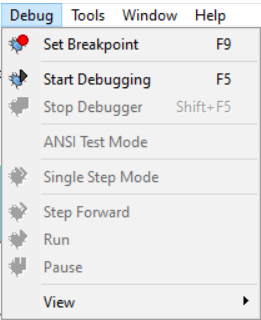 Debug Tools Window Help
Set Breakpoint F9
Start Debugging F5
Stop Debugger Shift+F5
ANSI Test Mode
Single Step Mode
Step Forward
Run
Pause
View